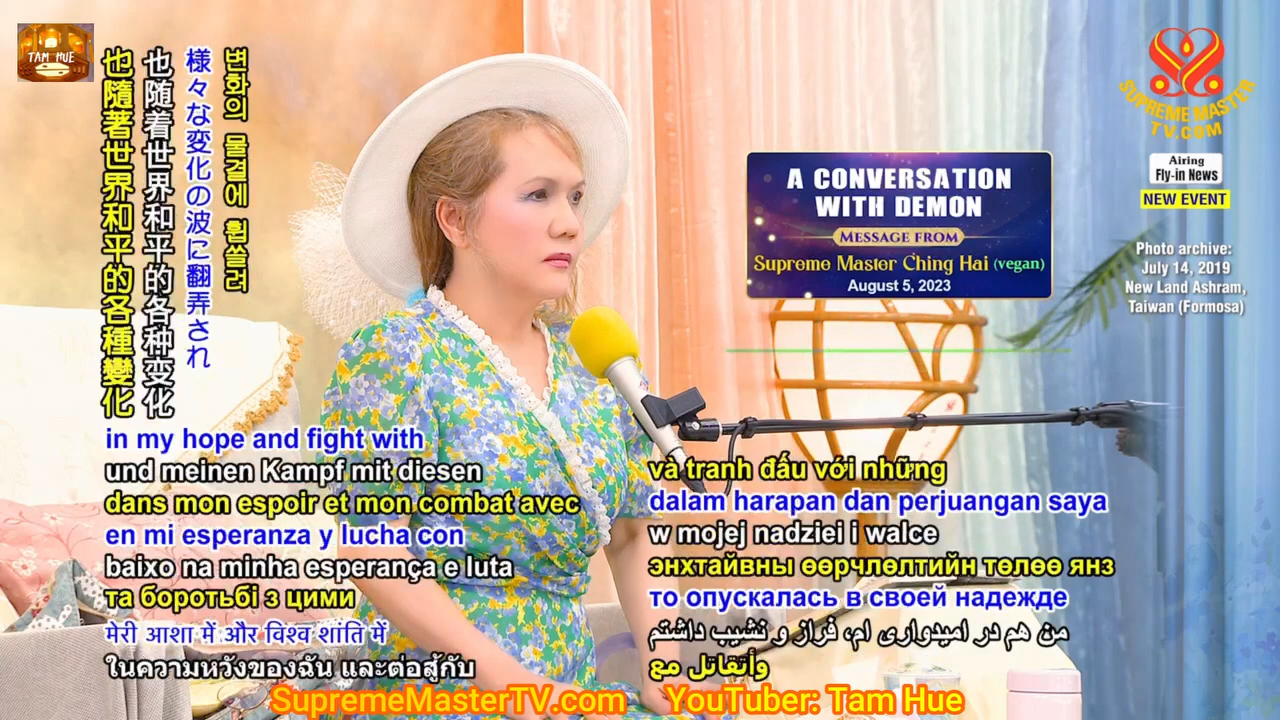 TAM HUE
也隨著世界和平的各種變化
也随着世界和平的各种变化
様々な変化の波に翻弄され
변화의 물결에 휩쓸려
SUPREME MASTER
TV.COM
Airing
Fly-in News
NEW EVENT
Photo archive:
July 14, 2019
New Land Ashram,
Taiwan (Formosa)
A CONVERSATION
WITH DEMON
MESSAGE FROM
Supreme Master Ching Hai (vegan)
August 5, 2023
in my hope and fight with
und meinen Kampf mit diesen
dans mon espoir et mon combat avec
en mi esperanza y lucha con
baixo na minha esperança e luta
та боротьбі з цими
मेरी आशा में और विश्व शांति में
ในความหวังของฉัน และต่อสู้กับ
và tranh đấu với những
dalam harapan dan perjuangan saya
w mojej nadziei i walce
энхтайвны өөрчлөлтийн төлөө янз
то опускалась в своей надежде
من هم در امیدواری ام، فراز و نشیب داشتم
وأتقاتل مع
SupremeMasterTV.com YouTuber: Tam Hue